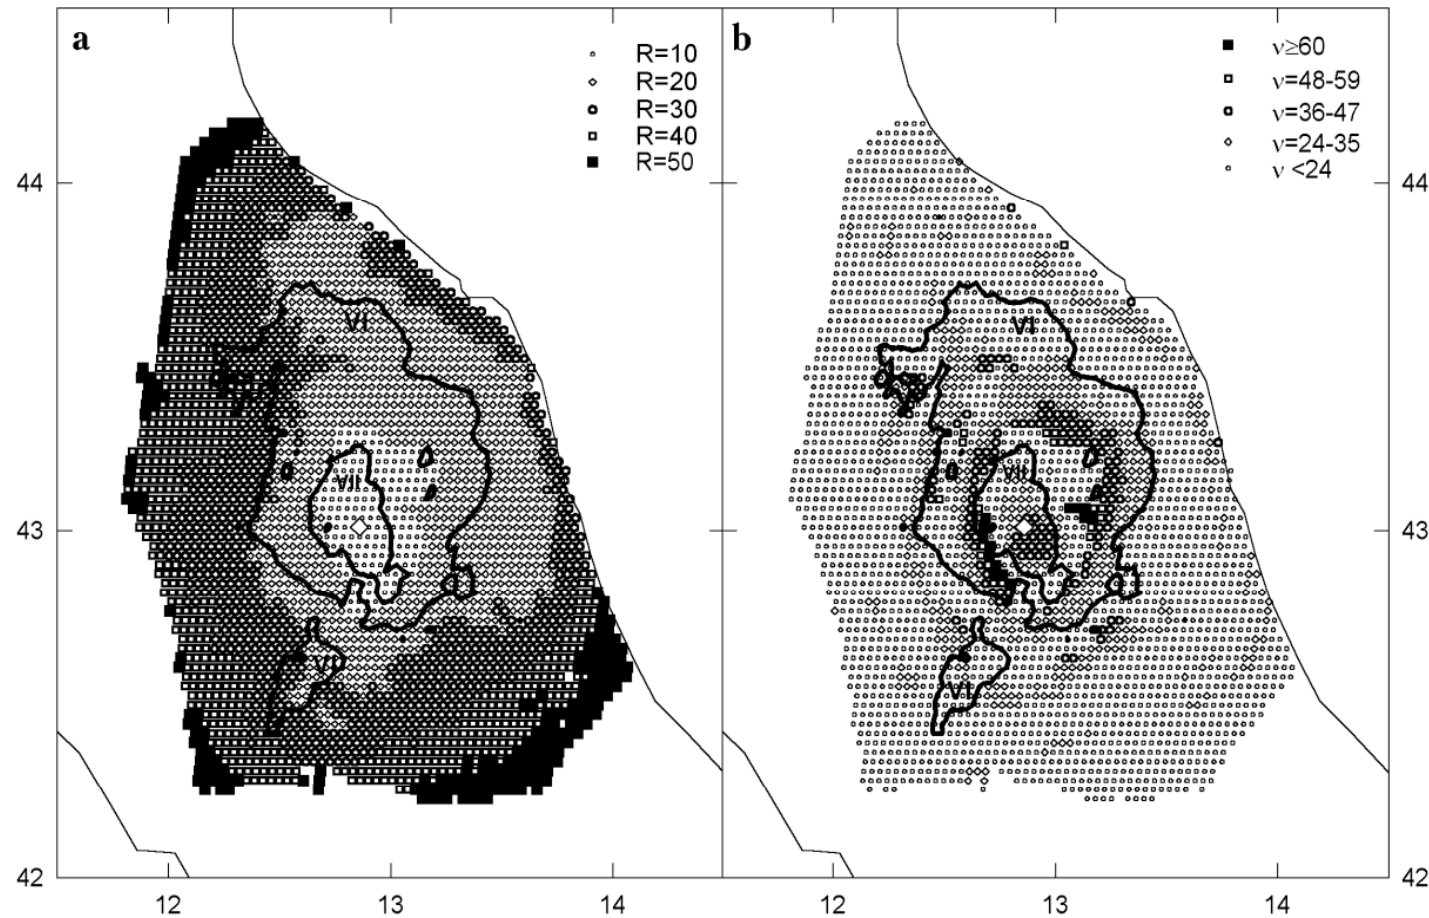 a
R=10
R=20
R=30
R=40
R=50
VI
VII
VI
44
43
42
12
13
14
b
ν≥60
ν=48-59
ν=36-47
ν=24-35
ν <24
VI
VII
VI
44
43
42
12
13
14